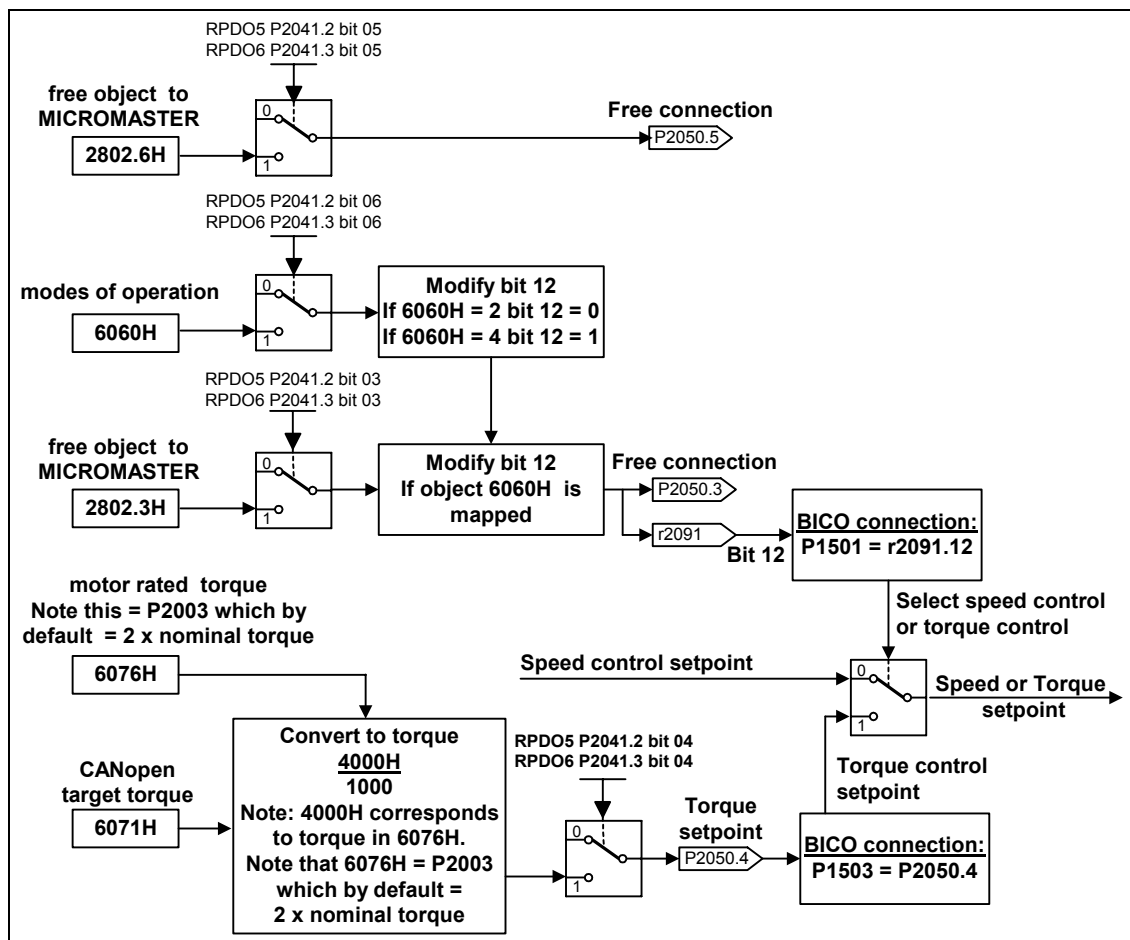 RPDO5 P2041.2 bit 05
RPDO6 P2041.3 bit 05
free object to
MICROMASTER
2802.6H
0
1
Free connection
P2050.5
RPDO5 P2041.2 bit 06
RPDO6 P2041.3 bit 06
modes of operation
6060H
0
1
Modify bit 12
If 6060H = 2 bit 12 = 0
If 6060H = 4 bit 12 = 1
RPDO5 P2041.2 bit 03
RPDO6 P2041.3 bit 03
free object to
MICROMASTER
2802.3H
0
1
Modify bit 12
If object 6060H is
mapped
Free connection
P2050.3
r2091
Bit 12
BICO connection:
P1501 = r2091.12
motor rated torque
Note this = P2003 which by
default = 2 x nominal torque
6076H
Select speed control
or torque control
Speed control setpoint
0
1
Speed or Torque
setpoint
CANopen
target torque
6071H
Convert to torque
4000H
1000
Note: 4000H corresponds
to torque in 6076H.
Note that 6076H = P2003
which by default =
2 x nominal torque
RPDO5 P2041.2 bit 04
RPDO6 P2041.3 bit 04
0
1
Torque
setpoint
P2050.4
Torque control
setpoint
BICO connection:
P1503 = P2050.4